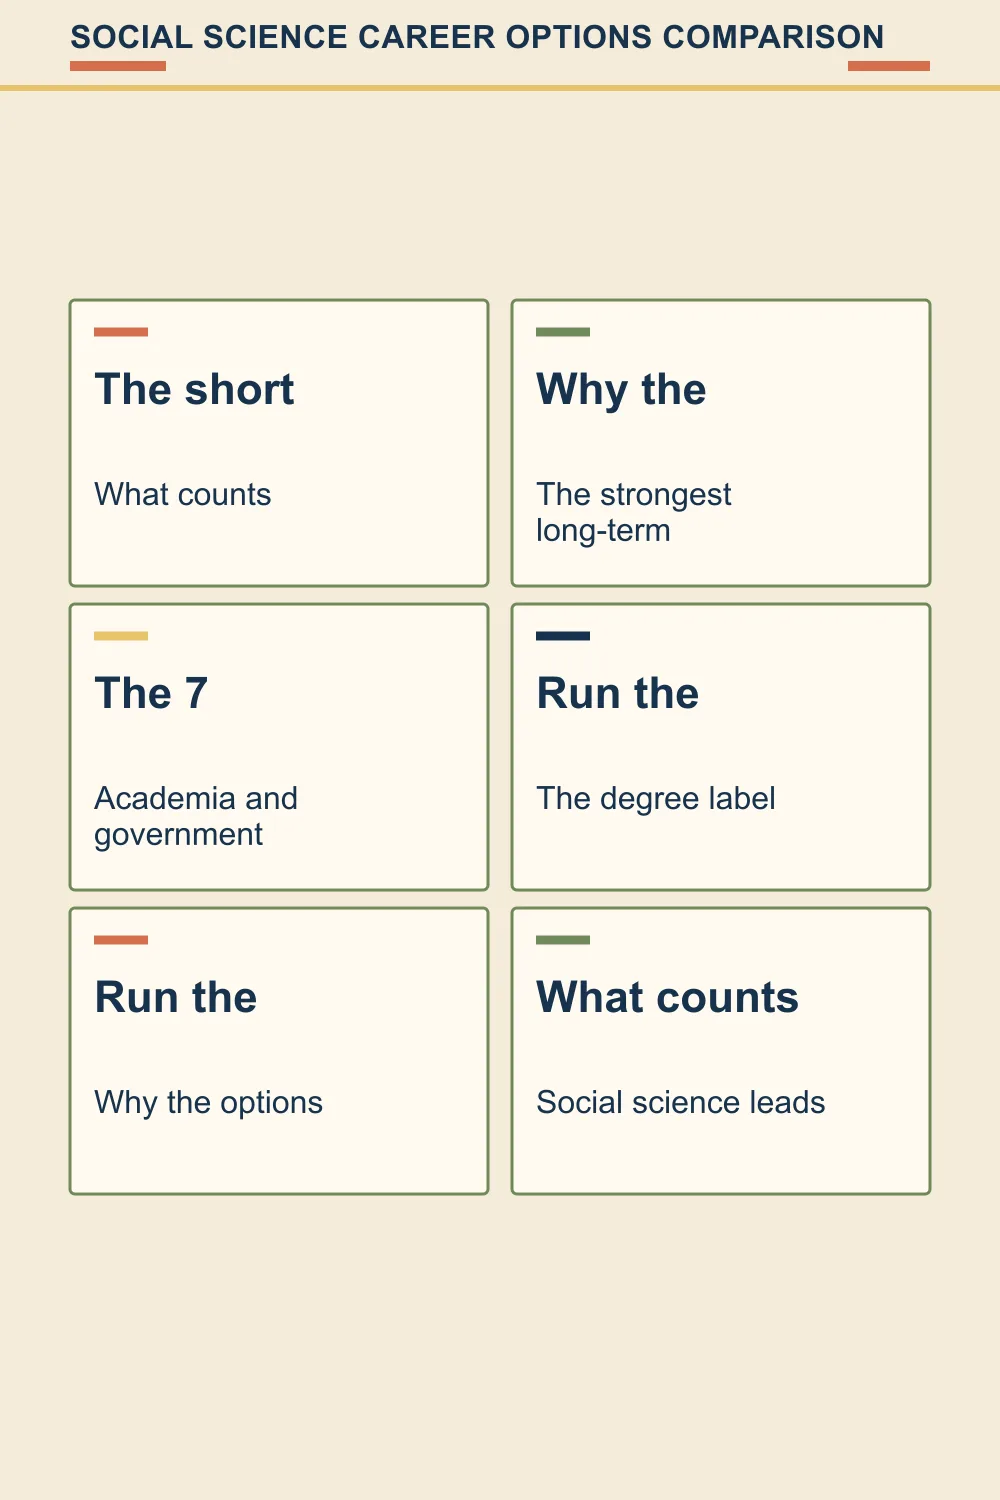 SOCIAL SCIENCE CAREER OPTIONS COMPARISON
The short
What counts
Why the
The strongest
long-term
The 7
Academia and
government
Run the
The degree label
Run the
Why the options
What counts
Social science leads